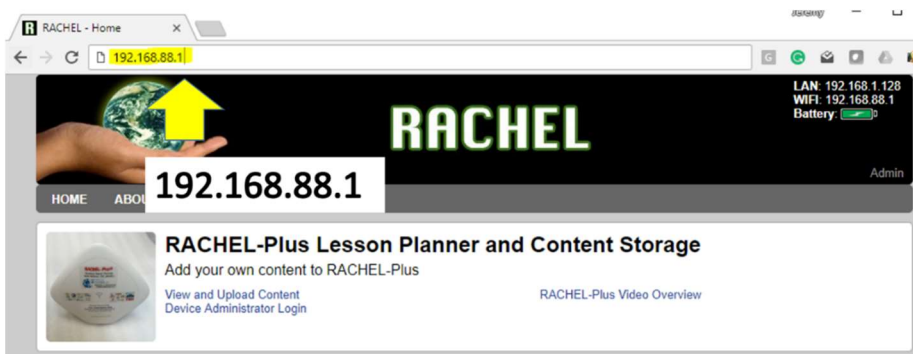 Jeremy
RACHEL - Home
192.168.88.1
LAN: 192.168.1.128
WIFI: 192.168.88.1
Battery:
RACHEL
Admin
192.168.88.1
HOME ABOU
RACHEL-Plus Lesson Planner and Content Storage
Add your own content to RACHEL-Plus
View and Upload Content RACHEL-Plus Video Overview
Device Administrator Login